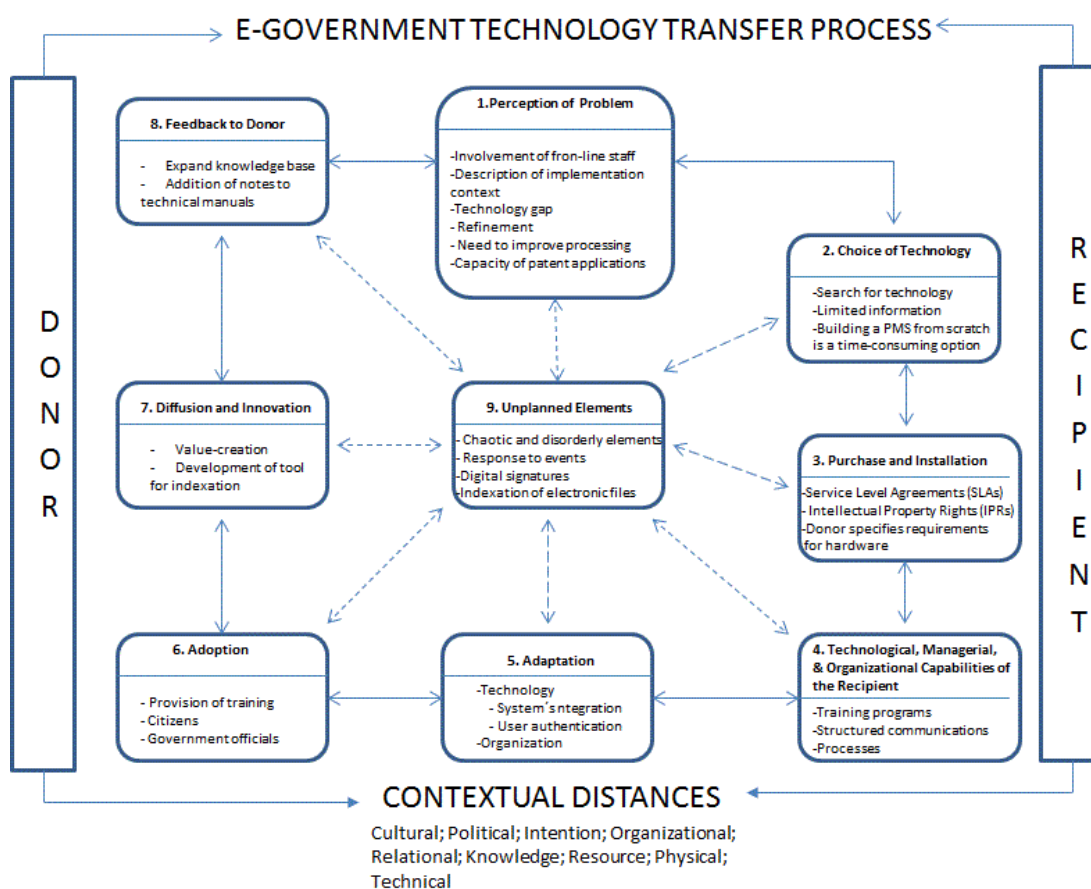 E-GOVERNMENT TECHNOLOGY TRANSFER PROCESS
DONOR
RECIPIENT
1.Perception of Problem
-Involvement of fron-line staff
-Description of implementation
context
-Technology gap
- Refinement
- Need to improve processing
-Capacity of patent applications
2. Choice of Technology
-Search for technology
-Limited information
-Building a PMS from scratch
is a time-consuming option
3. Purchase and Installation
-Service Level Agreements (SLAs)
- Intellectual Property Rights (IPRs)
-Donor specifies requirements
for hardware
4. Technological, Managerial,
& Organizational Capabilities of
the Recipient
-Training programs
-Structured communications
-Processes
5. Adaptation
-Technology
- System´s ntegration
- User authentication
-Organization
6. Adoption
- Provision of training
- Citizens
- Government officials
7. Diffusion and Innovation
- Value-creation
- Development of tool
for indexation
8. Feedback to Donor
- Expand knowledge base
- Addition of notes to
technical manuals
9. Unplanned Elements
- Chaotic and disorderly elements
- Response to events
- Digital signatures
- Indexation of electronic files
CONTEXTUAL DISTANCES
Cultural; Political; Intention; Organizational;
Relational; Knowledge; Resource; Physical;
Technical